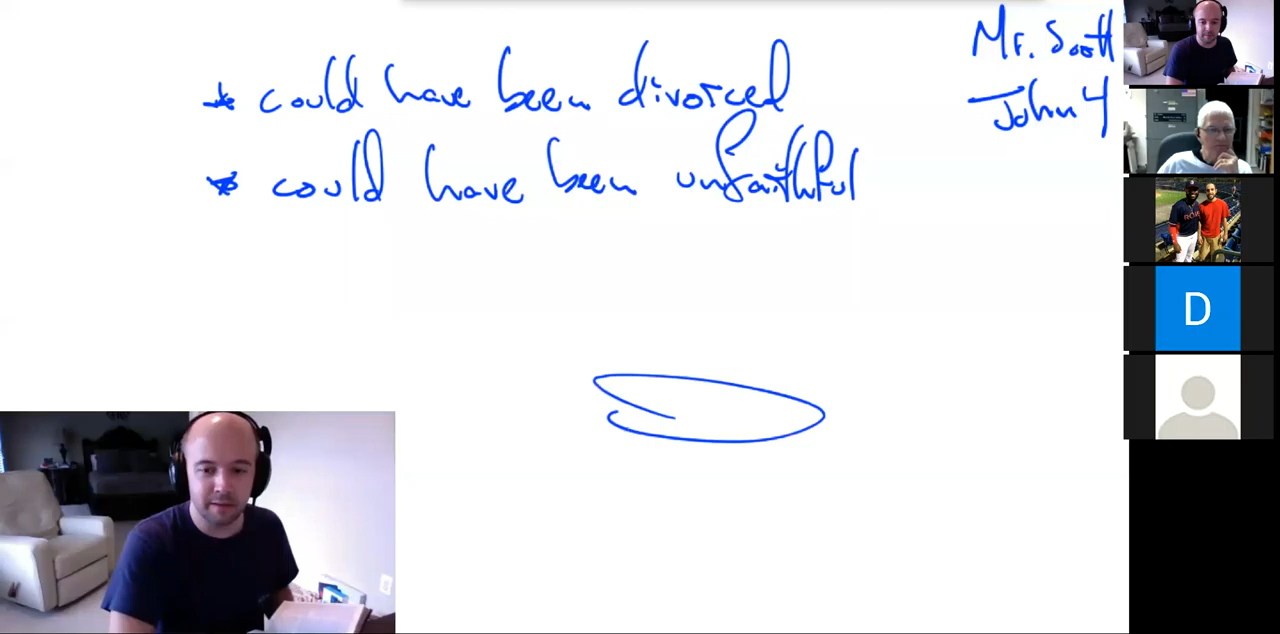 * could have been divorced
* could have been unfaithful
Mr. Scott
John 4
D